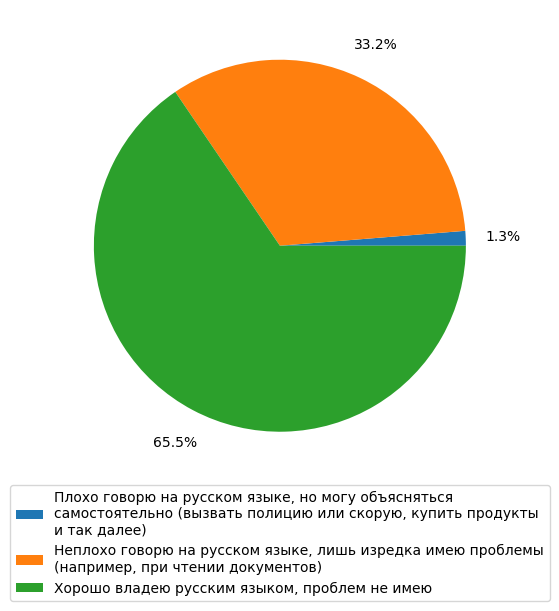 33.2%
1.3%
65.5%
Плохо говорю на русском языке, но могу объясняться
самостоятельно (вызвать полицию или скорую, купить продукты
и так далее)
Неплохо говорю на русском языке, лишь изредка имею проблемы
(например, при чтении документов)
Хорошо владею русским языком, проблем не имею